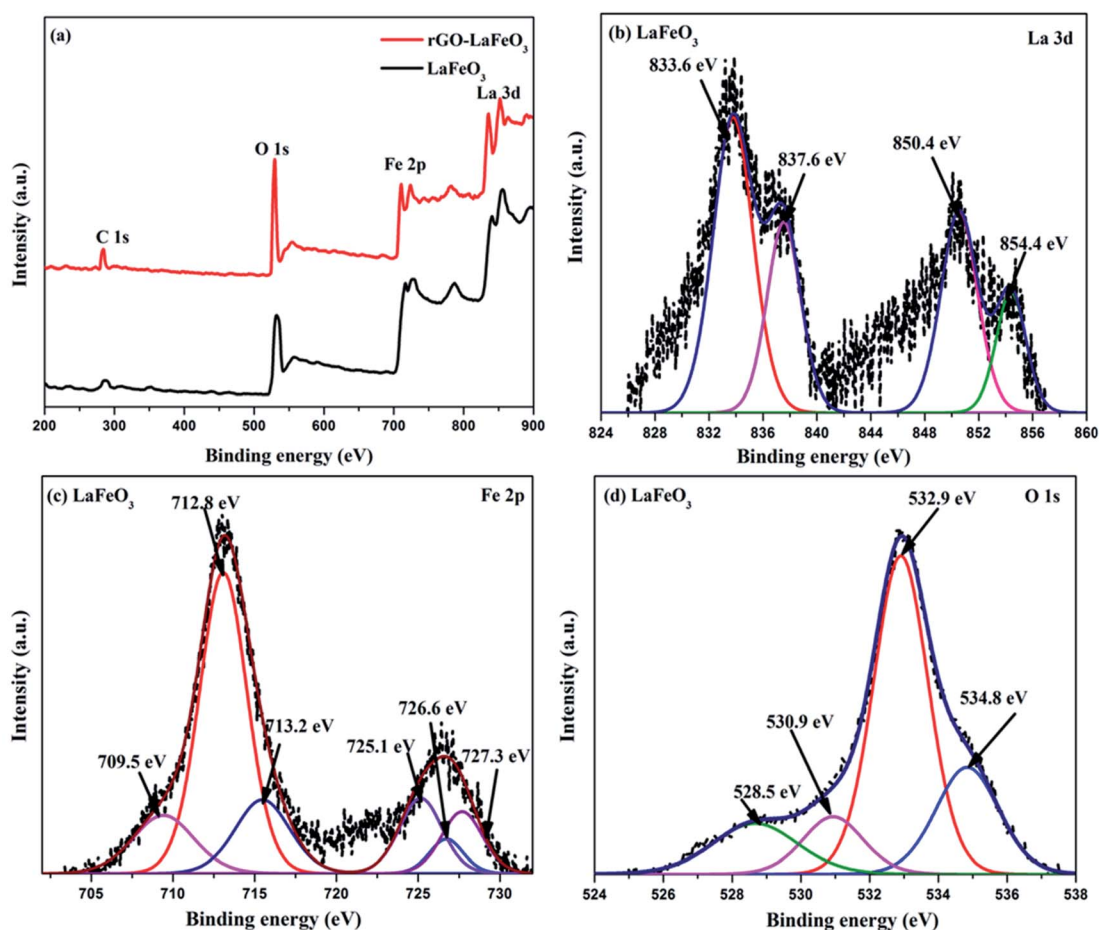 (a)
rGO-LaFeO3
LaFeO3
La 3d
O 1s
Fe 2p
C 1s
Intensity (a.u.)
200 300 400 500 600 700 800 900
Binding energy (eV)
(b) LaFeO3 La 3d
833.6 eV
837.6 eV
850.4 eV
854.4 eV
Intensity (a.u.)
824 828 832 836 840 844 848 852 856 860
Binding energy (eV)
(c) LaFeO3 Fe 2p
712.8 eV
713.2 eV
726.6 eV
725.1 eV
727.3 eV
709.5 eV
Intensity (a.u.)
705 710 715 720 725 730
Binding energy (eV)
(d) LaFeO3 O 1s
532.9 eV
534.8 eV
530.9 eV
528.5 eV
Intensity (a.u.)
524 526 528 530 532 534 536 538
Binding energy (eV)